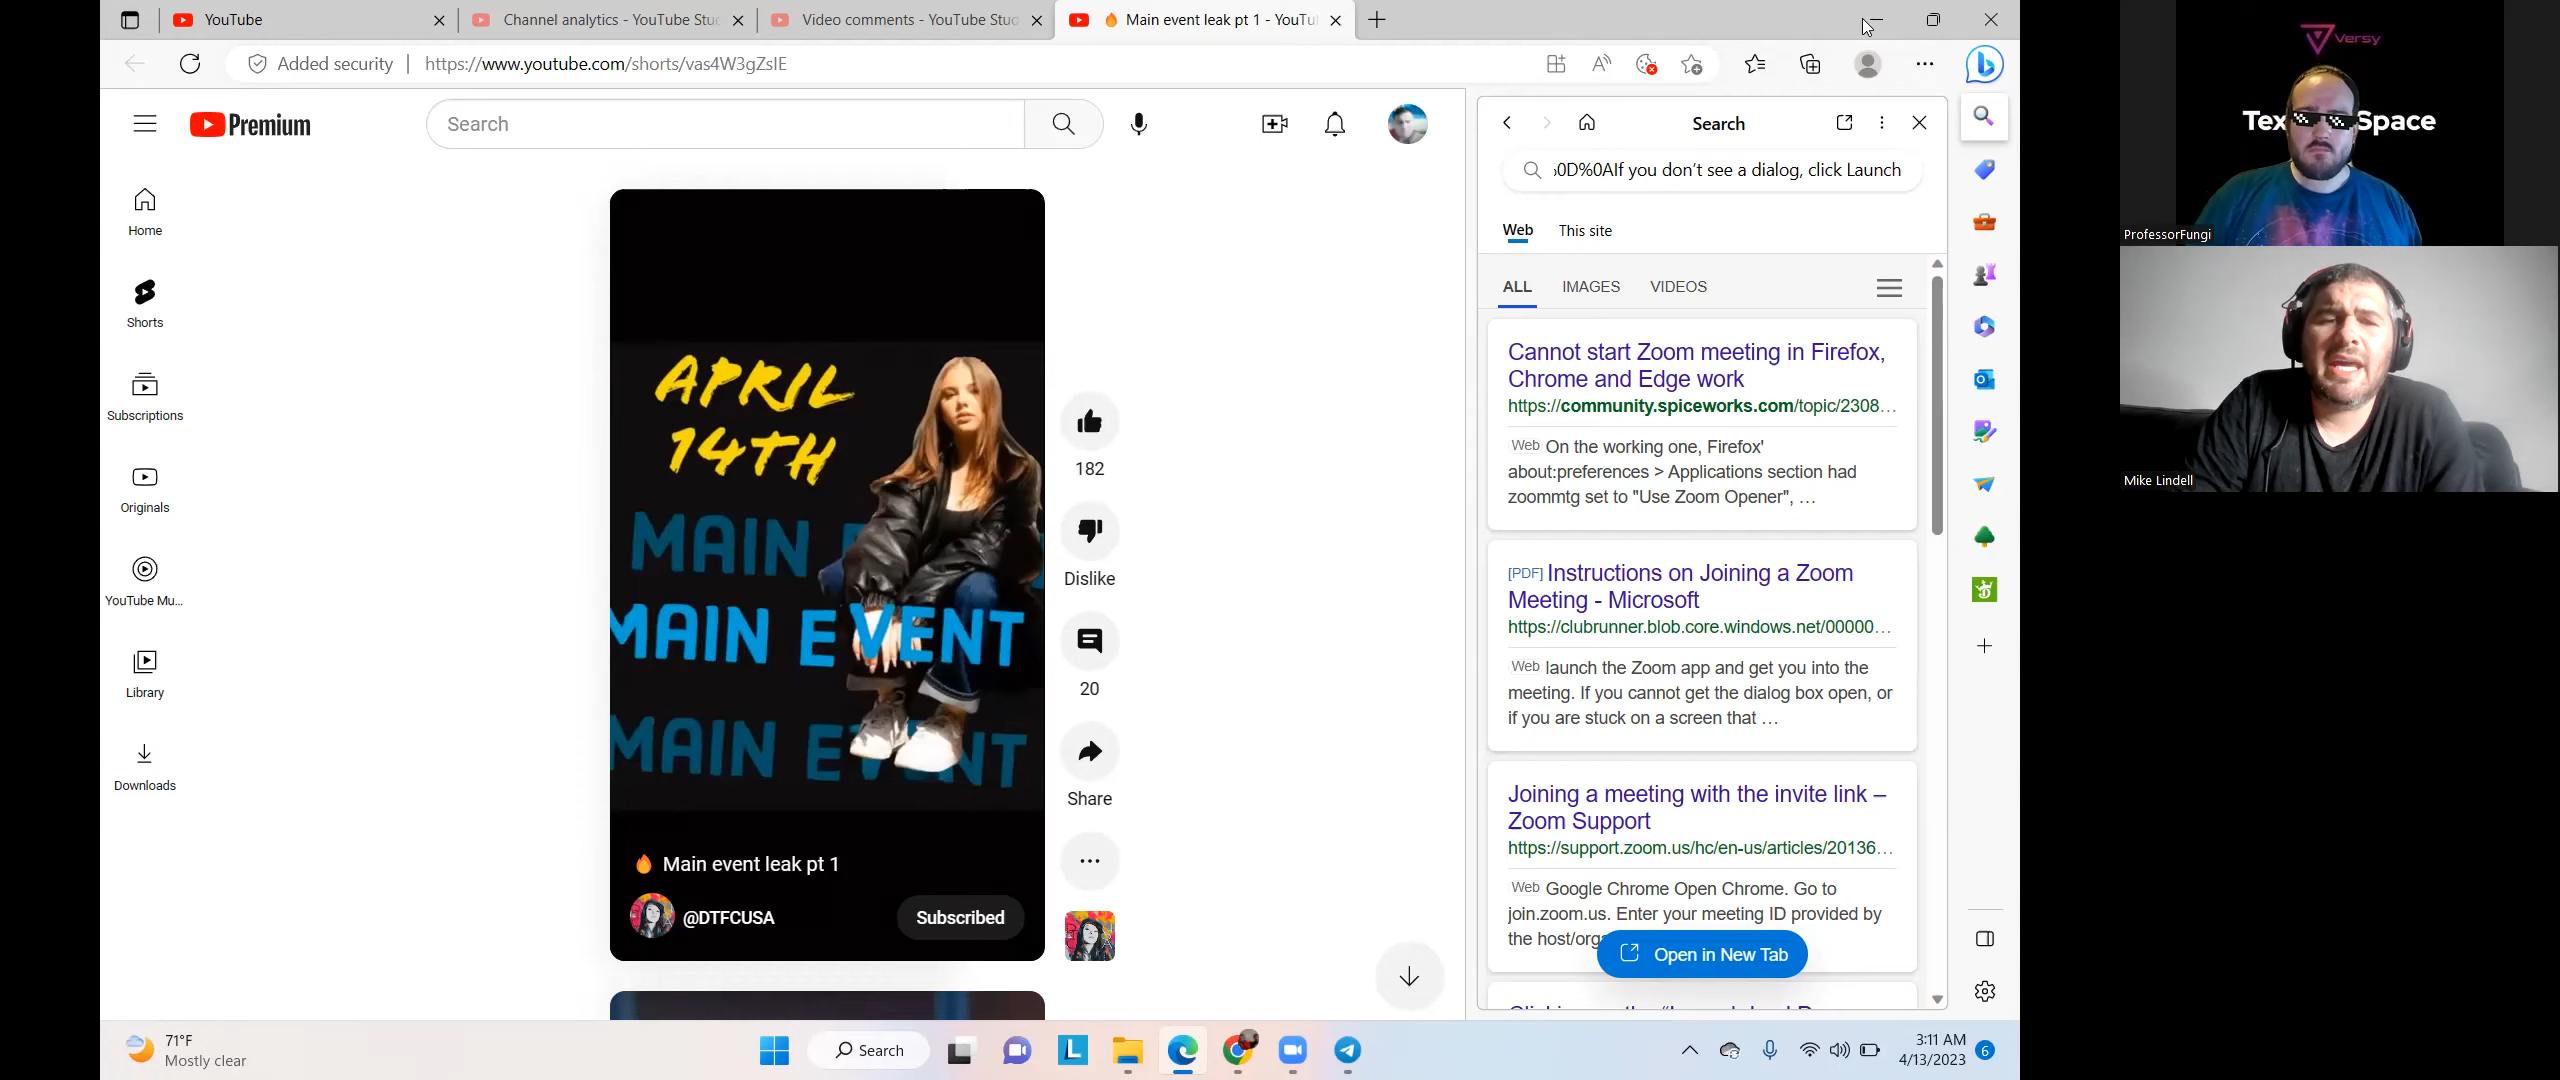 YouTube
Channel analytics - YouTube Stud
Video comments - YouTube Stud
Main event leak pt 1 - YouTu
Added security
https://www.youtube.com/shorts/vas4W3gZsIE
Premium
Search
Home
Shorts
Subscriptions
Originals
YouTube Mu...
Library
Downloads
APRIL
14TH
MAIN E
MAIN EVENT
MAIN EVENT
Main event leak pt 1
@DTFCUSA
Subscribed
182
Dislike
20
Share
Search
%0D%0AIf you don't see a dialog, click Launch
Web
This site
ALL
IMAGES
VIDEOS
Cannot start Zoom meeting in Firefox,
Chrome and Edge work
https://community.spiceworks.com/topic/2308...
Web On the working one, Firefox'
about:preferences > Applications section had
zoommtg set to "Use Zoom Opener", ...
[PDF] Instructions on Joining a Zoom
Meeting - Microsoft
https://clubrunner.blob.core.windows.net/00000...
Web launch the Zoom app and get you into the
meeting. If you cannot get the dialog box open, or
if you are stuck on a screen that ...
Joining a meeting with the invite link –
Zoom Support
https://support.zoom.us/hc/en-us/articles/20136...
Web Google Chrome Open Chrome. Go to
join.zoom.us. Enter your meeting ID provided by
the host/orga
Open in New Tab
Versy
Tex Space
ProfessorFungi
Mike Lindell
71°F
Mostly clear
Search
3:11 AM
4/13/2023
6